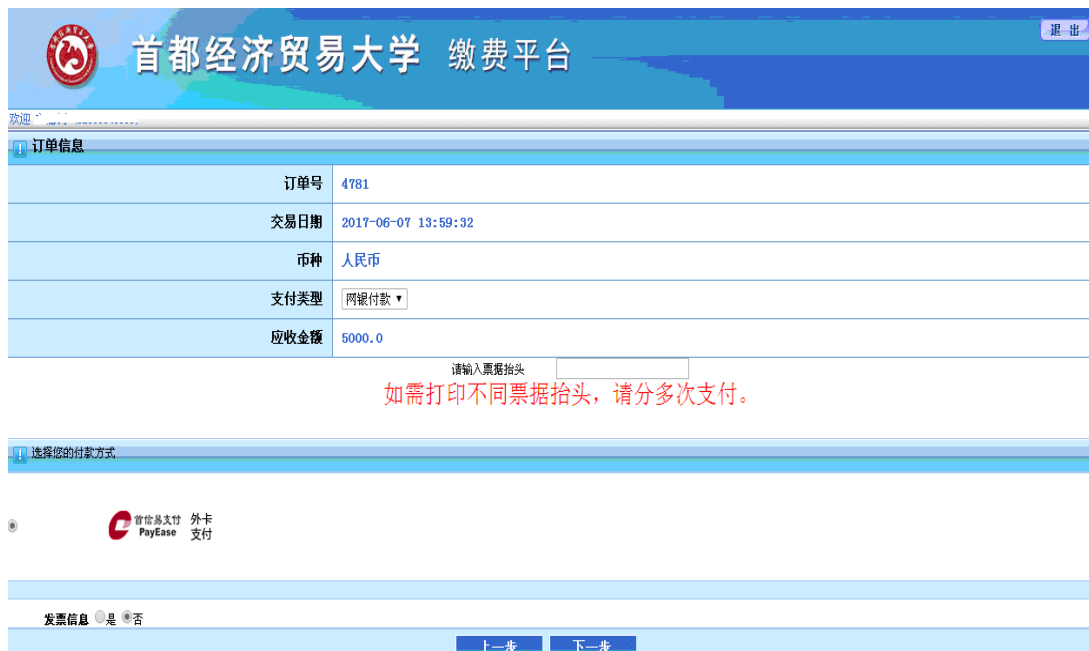 首都经济贸易大学 缴费平台
退 出
欢迎
订单信息
订单号 4781
交易日期 2017-06-07 13:59:32
币种 人民币
支付类型 网银付款
应收金额 5000.0
请输入票据抬头
如需打印不同票据抬头，请分多次支付。
选择您的付款方式
首信易支付 外卡
PayEase 支付
发票信息 是 否
上一步 下一步